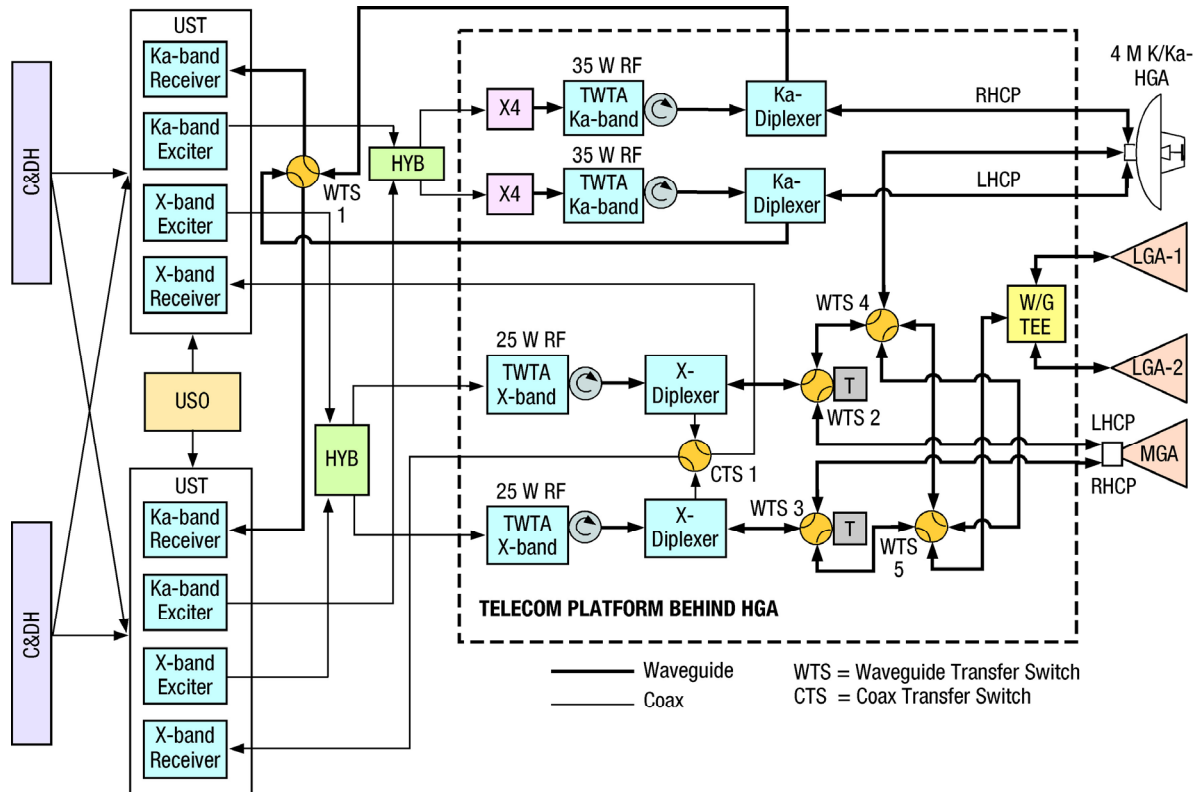 C&DH
C&DH
UST
Ka-band
Receiver
Ka-band
Exciter
X-band
Exciter
X-band
Receiver
USO
UST
Ka-band
Receiver
Ka-band
Exciter
X-band
Exciter
X-band
Receiver
WTS
1
HYB
HYB
35 W RF
X4
TWTA
Ka-band
C
Ka-
Diplexer
RHCP
35 W RF
X4
TWTA
Ka-band
C
Ka-
Diplexer
LHCP
4 M K/Ka-
HGA
LGA-1
W/G
TEE
LGA-2
WTS 4
25 W RF
TWTA
X-band
C
X-
Diplexer
T
WTS 2
LHCP
MGA
RHCP
CTS 1
25 W RF
TWTA
X-band
C
X-
Diplexer
WTS 3
T
WTS
5
TELECOM PLATFORM BEHIND HGA
Waveguide
Coax
WTS = Waveguide Transfer Switch
CTS = Coax Transfer Switch